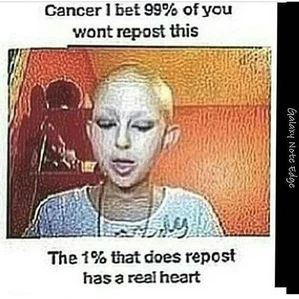 Cancer I bet 99% of you
wont repost this
The 1% that does repost
has a real heart
Galaxy Note Edge